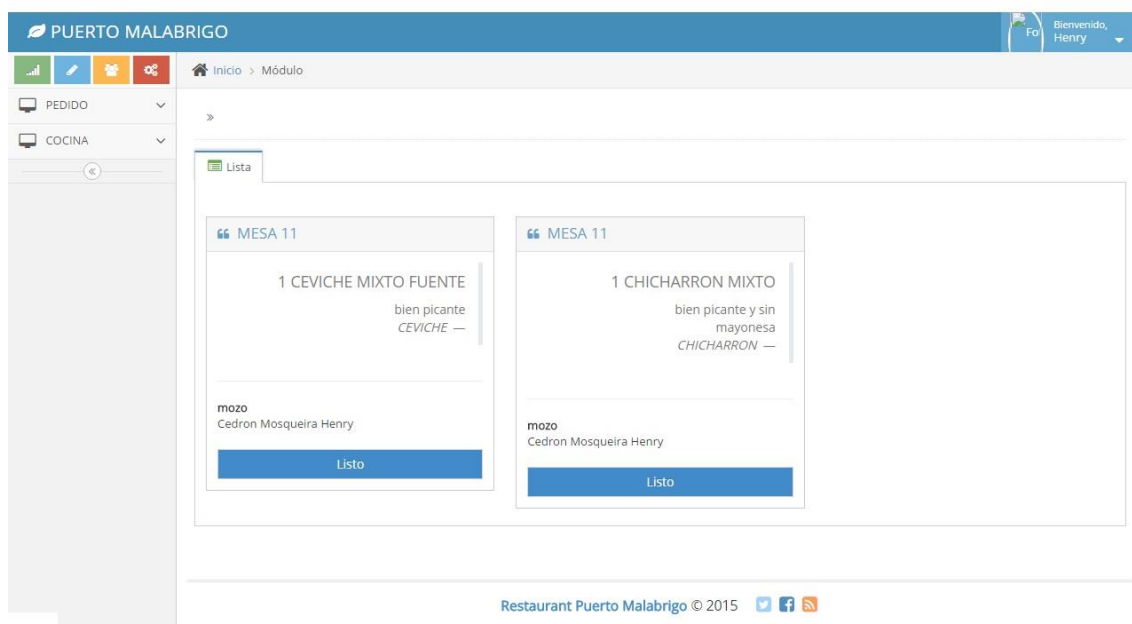 PUERTO MALABRIGO
Fo
Bienvenido,
Henry
Inicio > Módulo
PEDIDO
COCINA
»
Lista
MESA 11
1 CEVICHE MIXTO FUENTE
bien picante
CEVICHE —
mozo
Cedron Mosqueira Henry
Listo
MESA 11
1 CHICHARRON MIXTO
bien picante y sin
mayonesa
CHICHARRON —
mozo
Cedron Mosqueira Henry
Listo
Restaurant Puerto Malabrigo © 2015